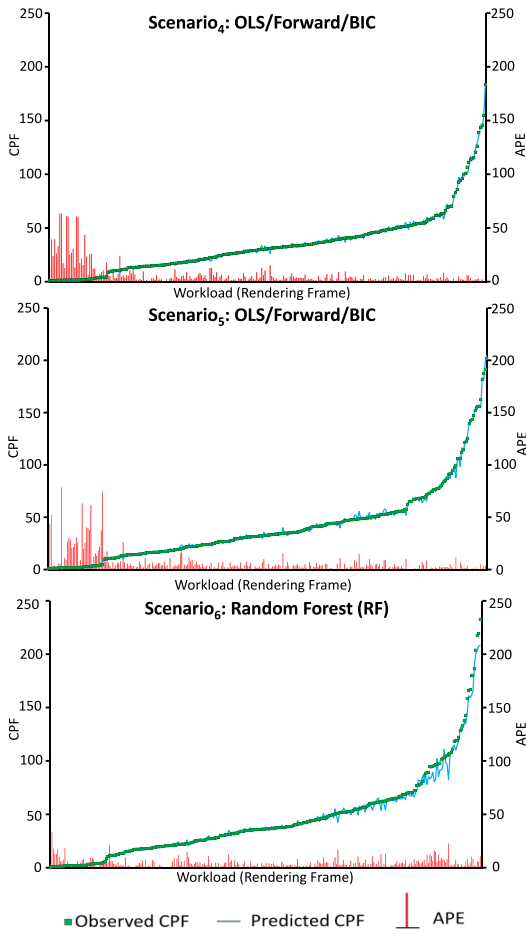 Scenario4: OLS/Forward/BIC
250
200
150
100
50
0
CPF
250
200
150
100
50
0
APE
Workload (Rendering Frame)
Scenario5: OLS/Forward/BIC
250
200
150
100
50
0
CPF
250
200
150
100
50
0
APE
Workload (Rendering Frame)
Scenario6: Random Forest (RF)
250
200
150
100
50
0
CPF
250
200
150
100
50
0
APE
Workload (Rendering Frame)
Observed CPF Predicted CPF APE